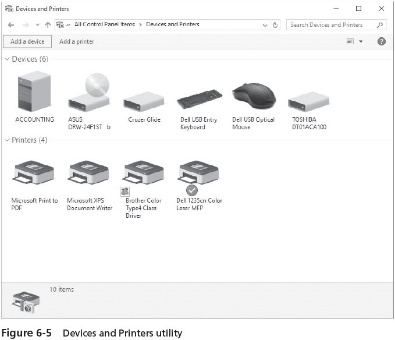 Devices and Printers
All Control Panel Items > Devices and Printers
Search Devices and Printers
Add a device Add a printer
Devices (6)
ACCOUNTING
ASUS
DRW-24F1ST b
Cruzer Glide
Dell USB Entry
Keyboard
Dell USB Optical
Mouse
TOSHIBA
DT01ACA100
Printers (4)
Microsoft Print to
PDF
Microsoft XPS
Document Writer
Brother Color
Type4 Class
Driver
Dell 1235cn Color
Laser MFP
10 items
Figure 6-5 Devices and Printers utility